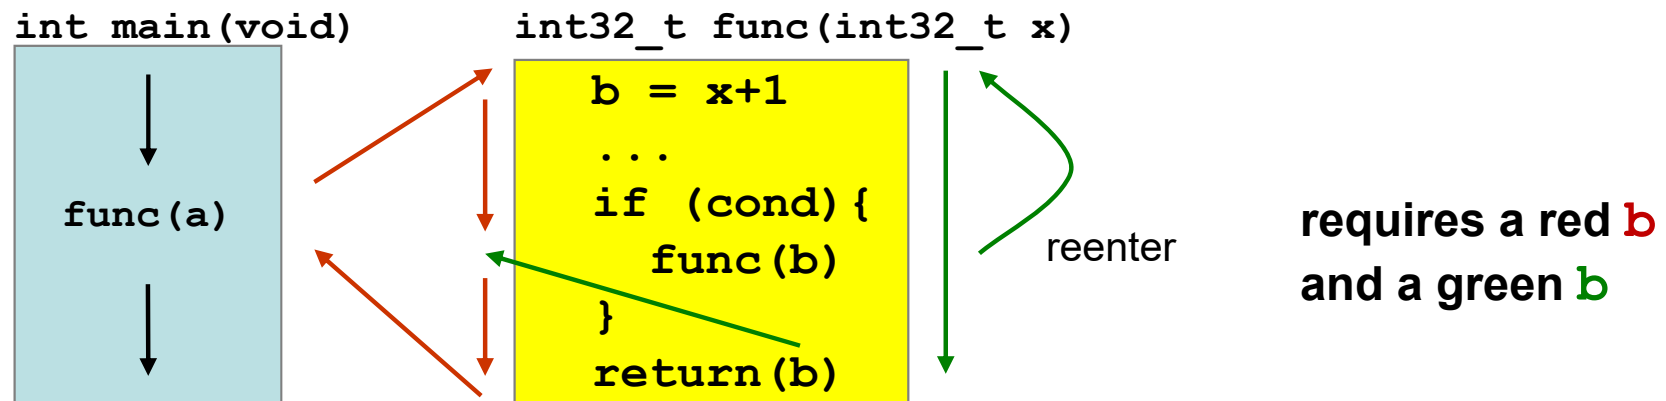 int main(void)
func(a)
int32_t func(int32_t x)
b = x+1
...
if (cond){
func(b)
}
return(b)
reenter
requires a red b
and a green b